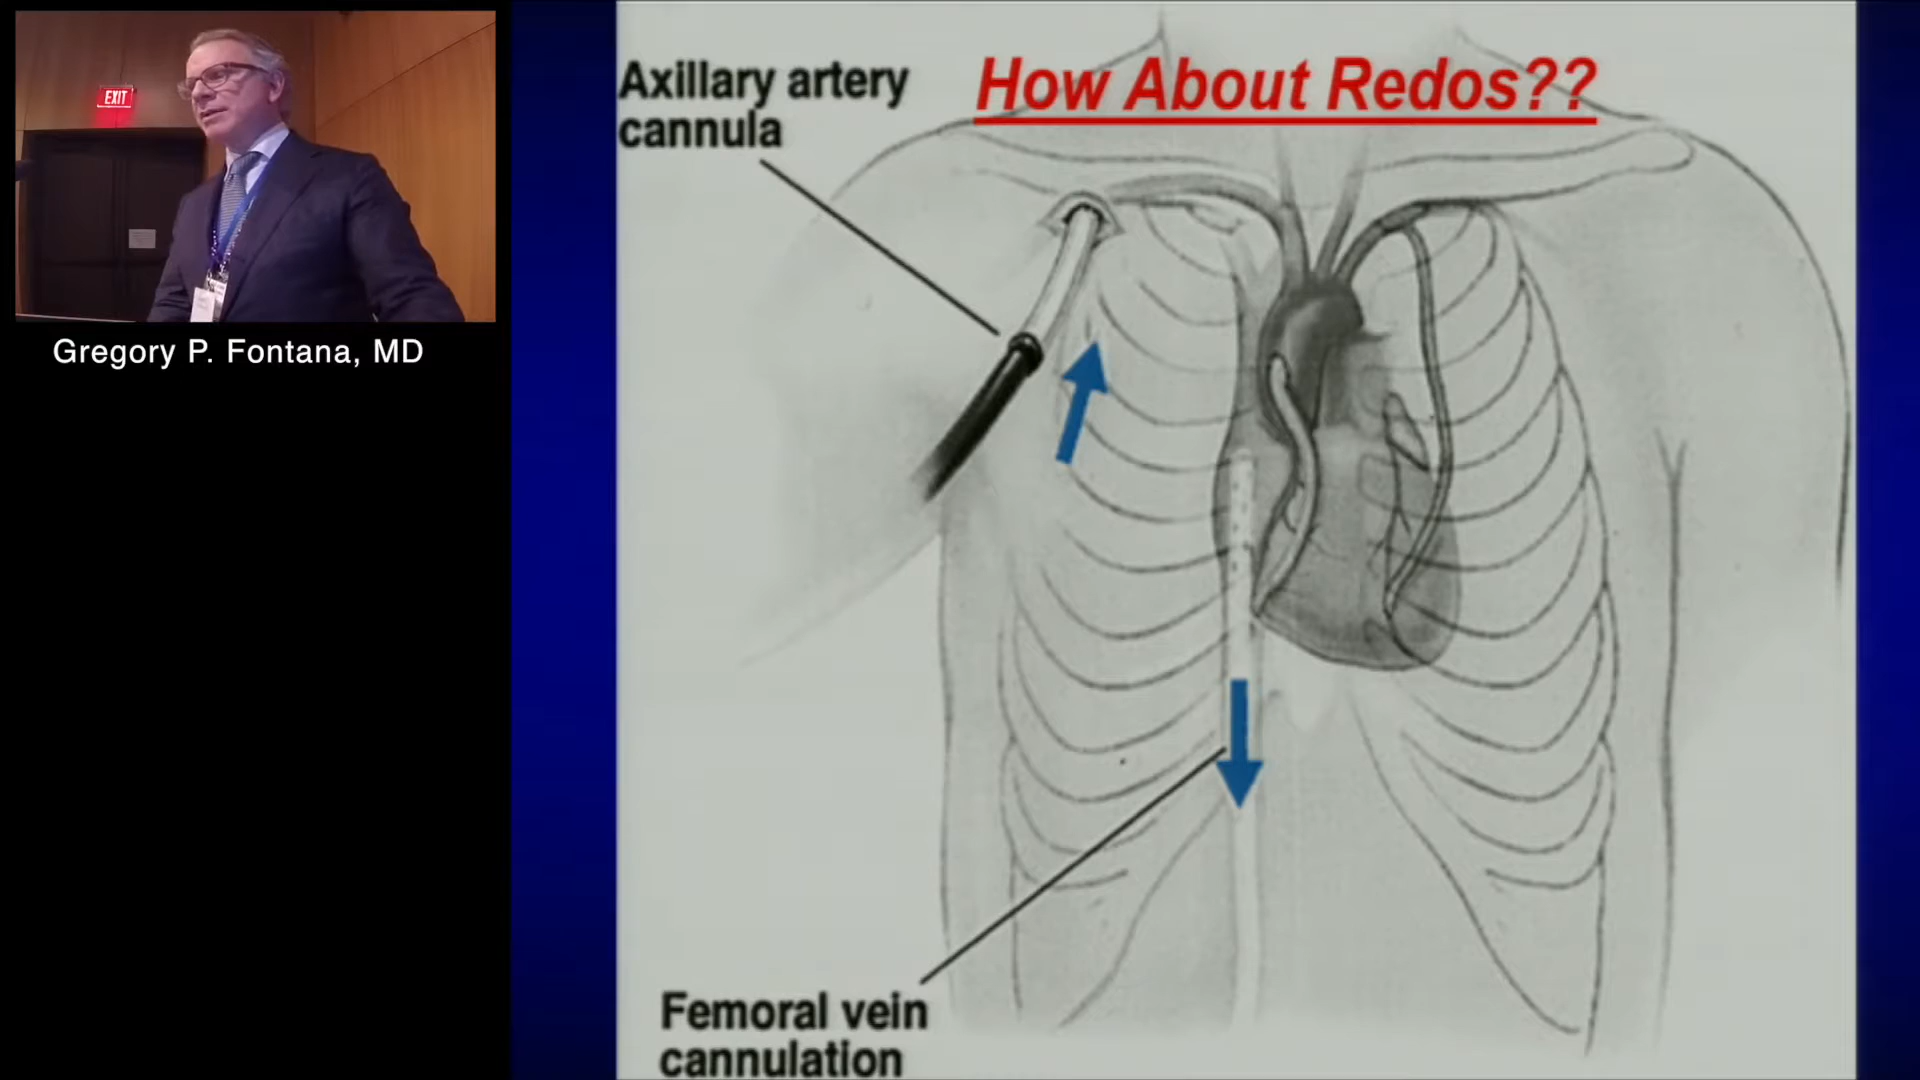 EXIT
Gregory P. Fontana, MD
How About Redos??
Axillary artery
cannula
Femoral vein
cannulation